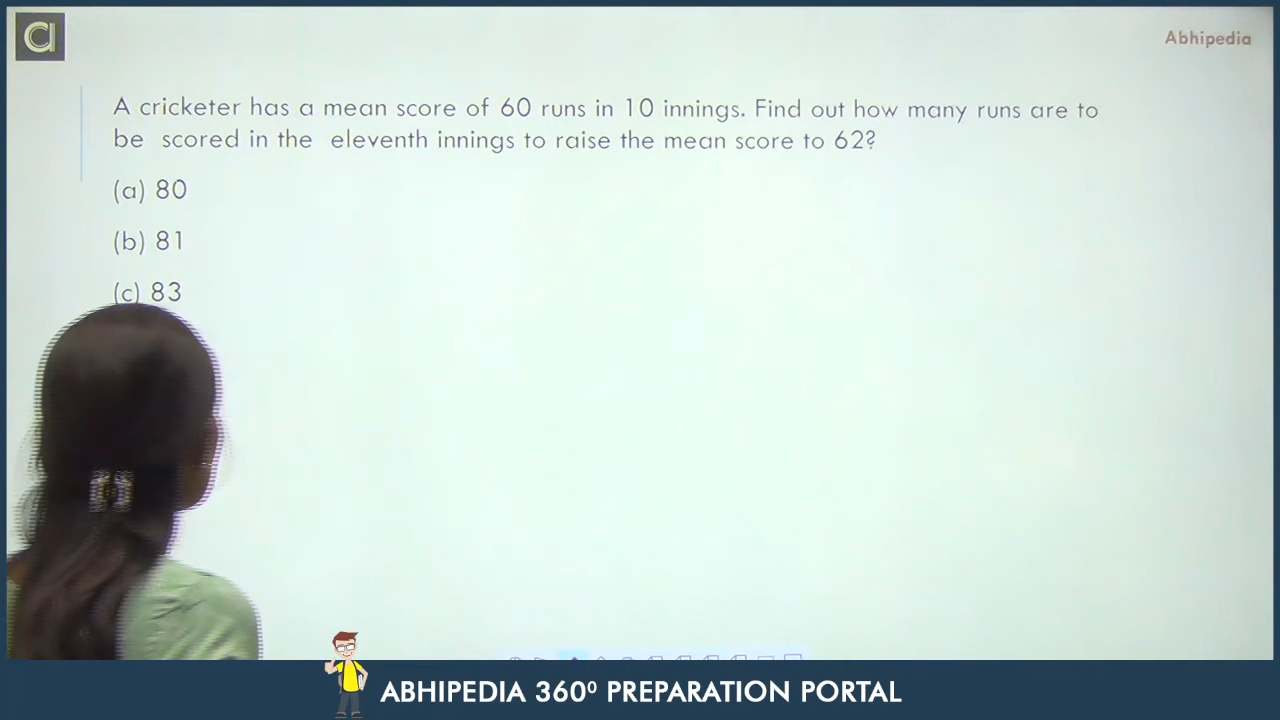 Abhipedia
A cricketer has a mean score of 60 runs in 10 innings. Find out how many runs are to
be scored in the eleventh innings to raise the mean score to 62?
(a) 80
(b) 81
(c) 83
ABHIPEDIA 360⁰ PREPARATION PORTAL